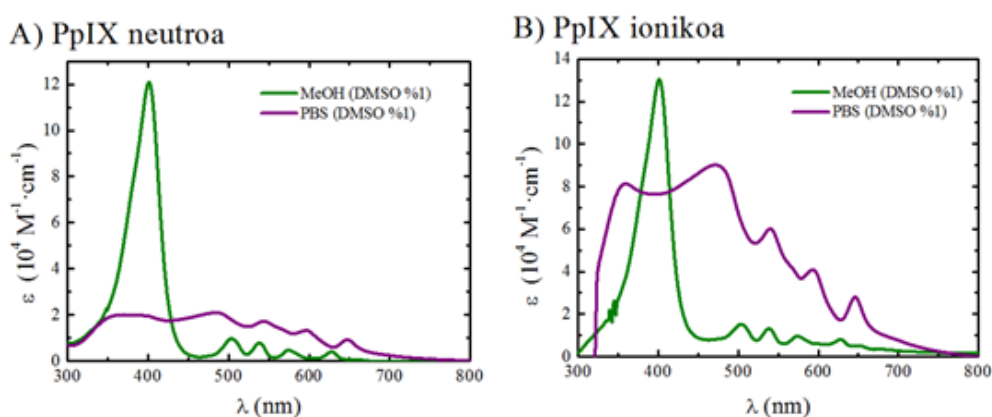 A) PpIX neutroa
MeOH (DMSO %1)
PBS (DMSO %1)
12
10
8
6
4
2
0
ε (10⁴ M⁻¹·cm⁻¹)
300 400 500 600 700 800
λ (nm)
B) PpIX ionikoa
MeOH (DMSO %1)
PBS (DMSO %1)
14
12
10
8
6
4
2
0
ε (10⁴ M⁻¹·cm⁻¹)
300 400 500 600 700 800
λ (nm)